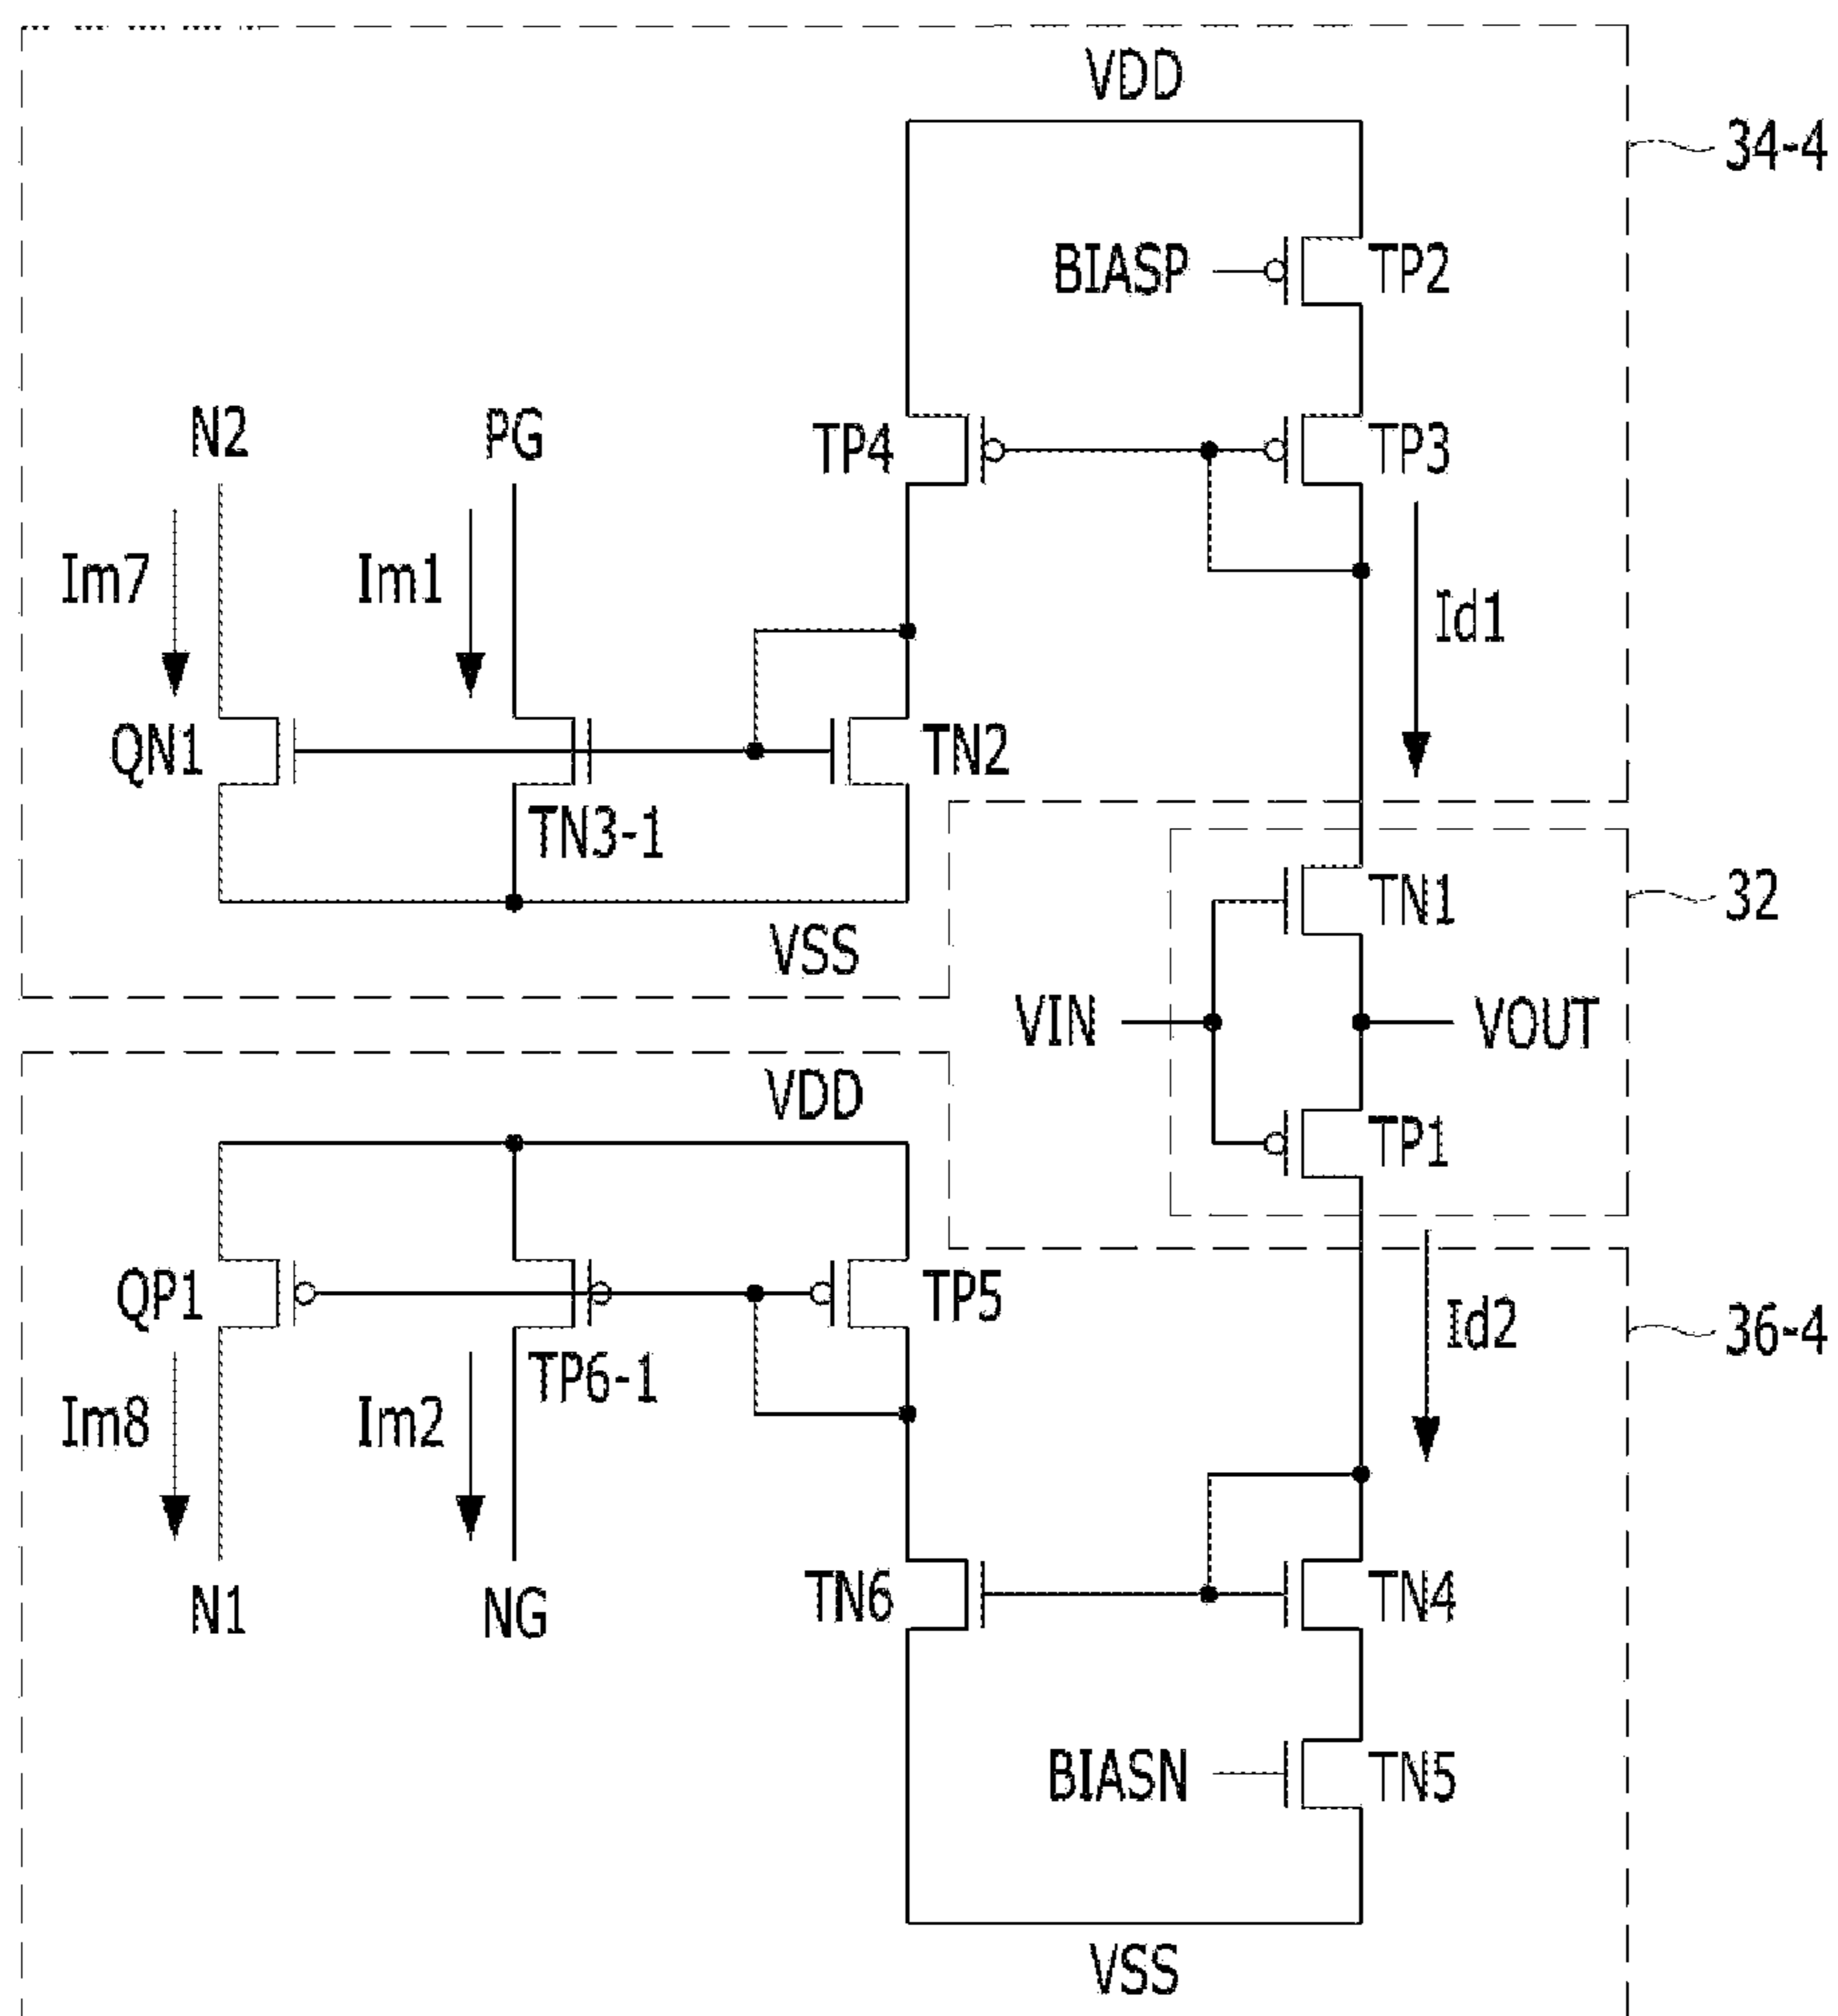 VDD
34-4
BIASP
TP2
N2
PG
TP4
TP3
Im7
Im1
Id1
QN1
TN2
TN3-1
TN1
32
VSS
VIN
VOUT
VDD
TP1
QP1
TP5
Id2
36-4
TP6-1
Im8
Im2
N1
NG
TN6
TN4
BIASN
TN5
VSS